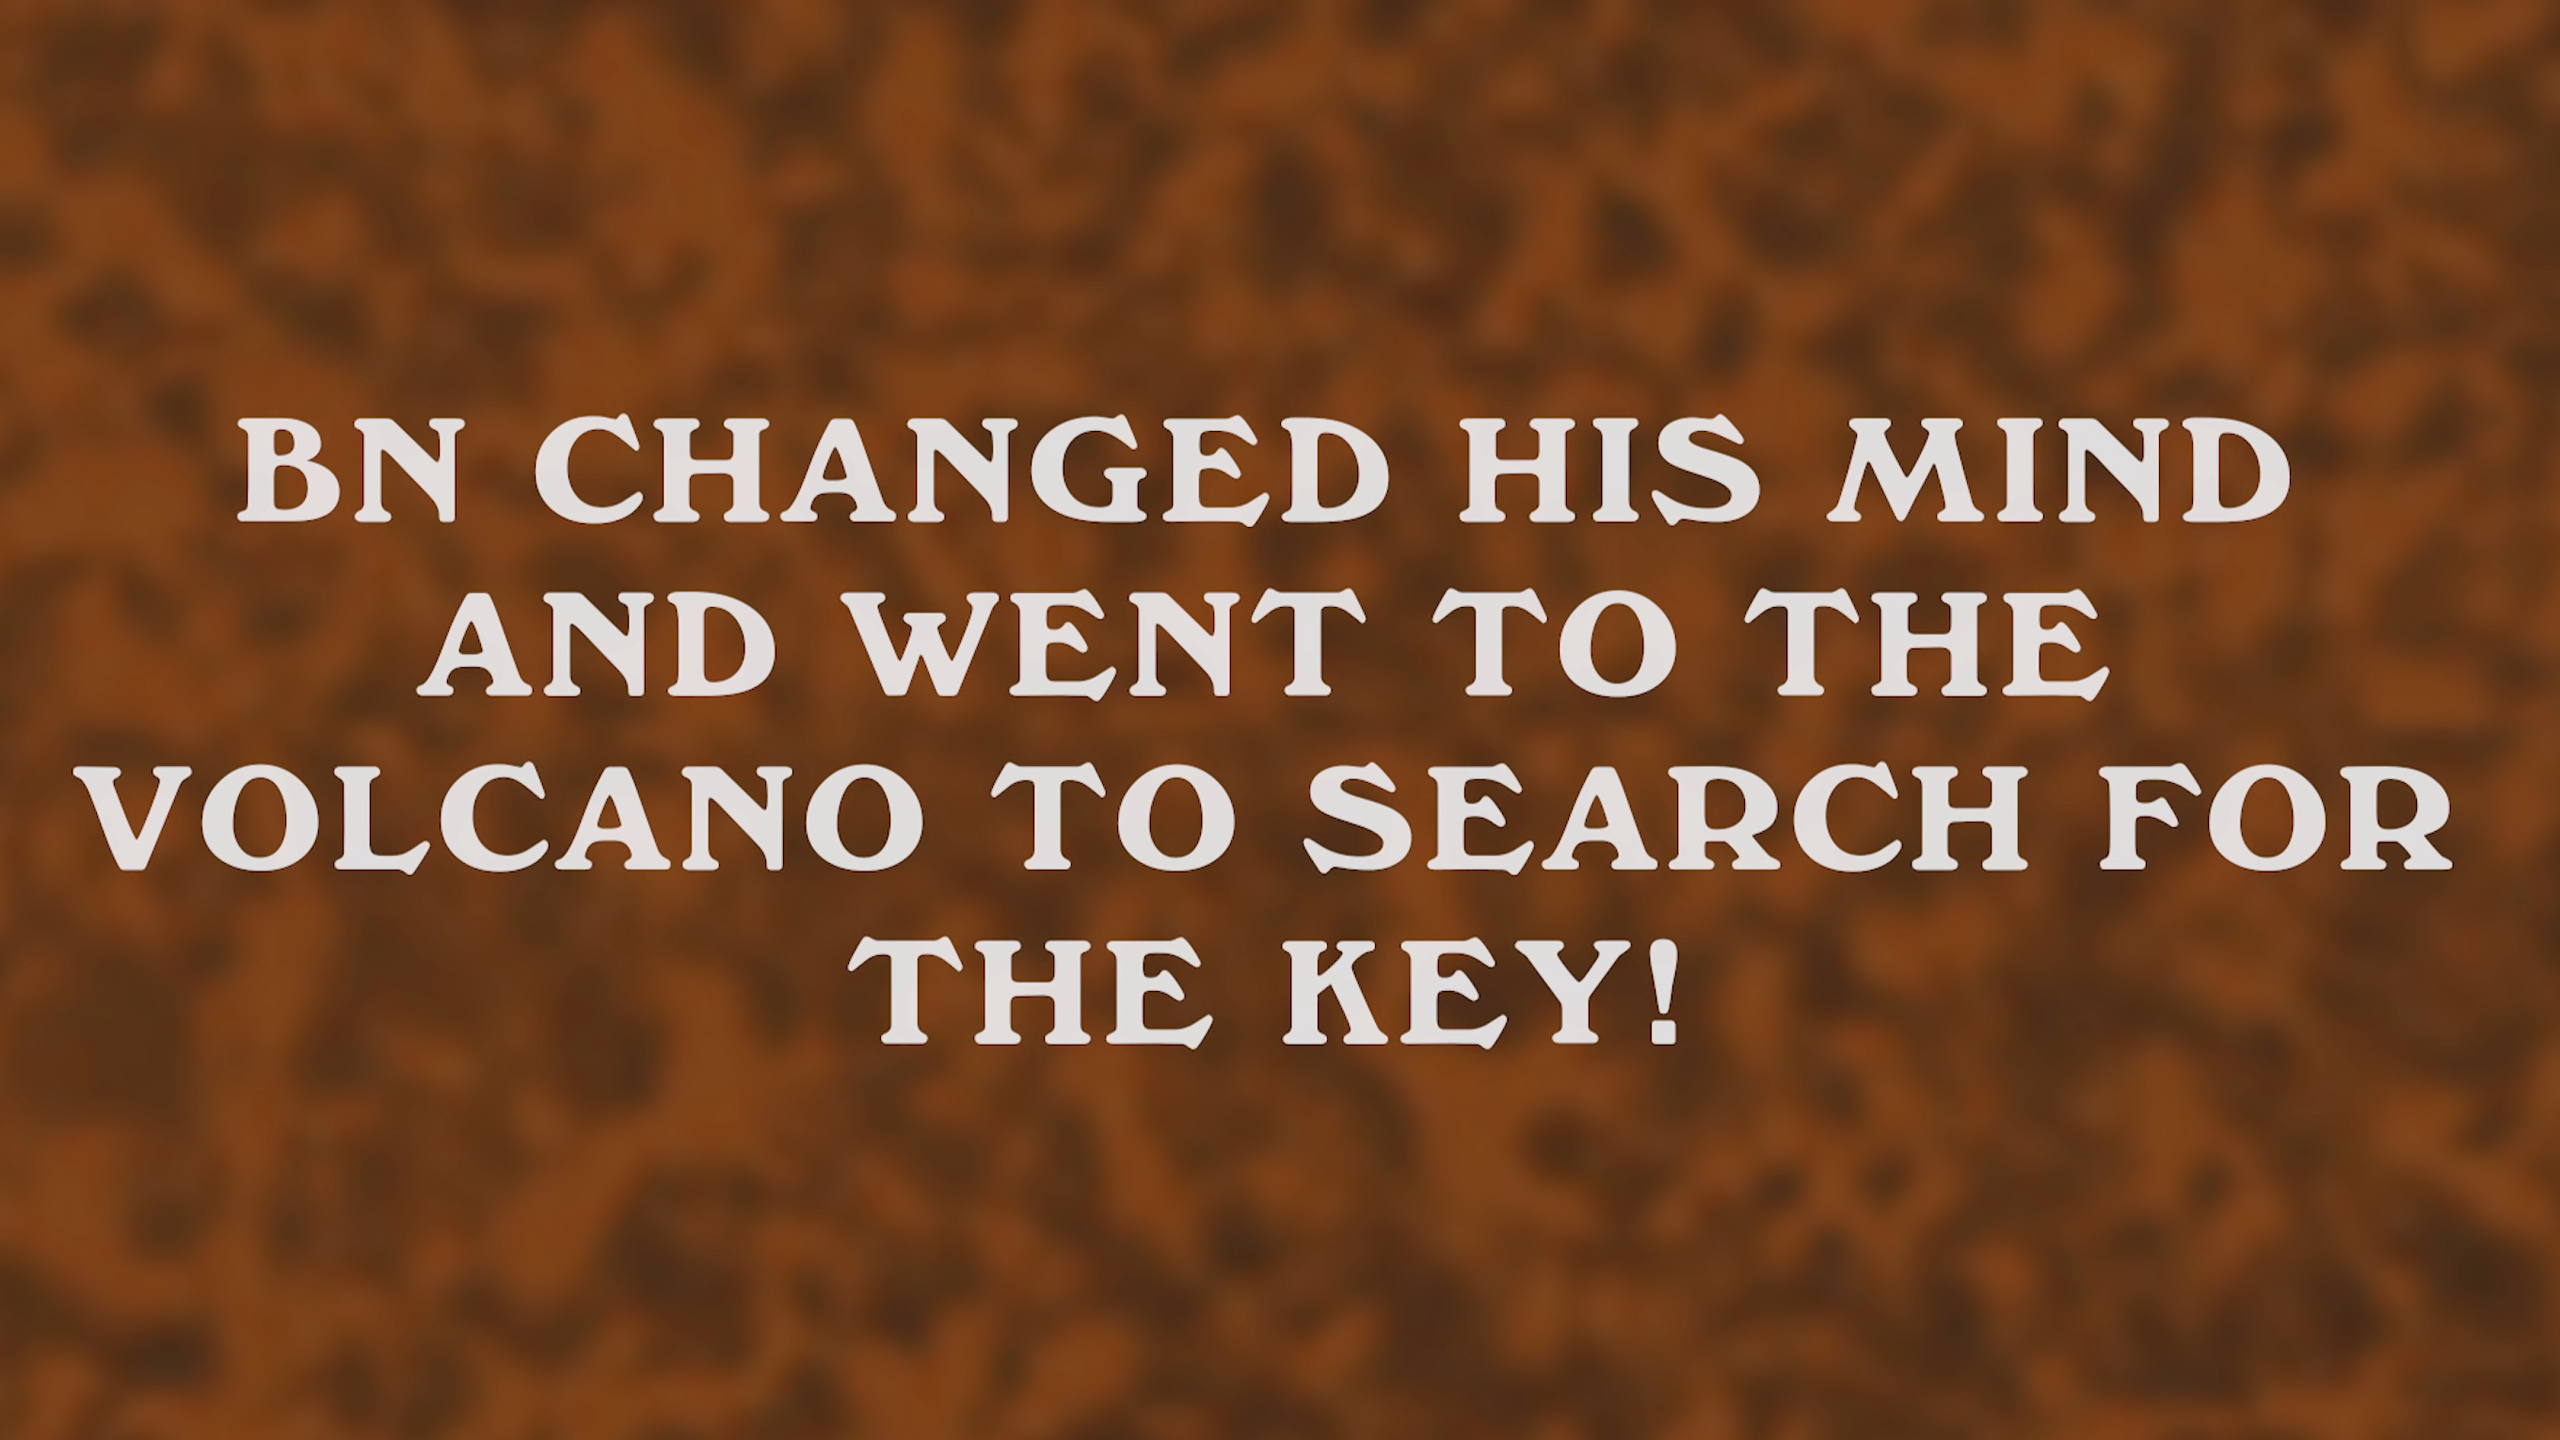 BN CHANGED HIS MIND
AND WENT TO THE
VOLCANO TO SEARCH FOR
THE KEY!